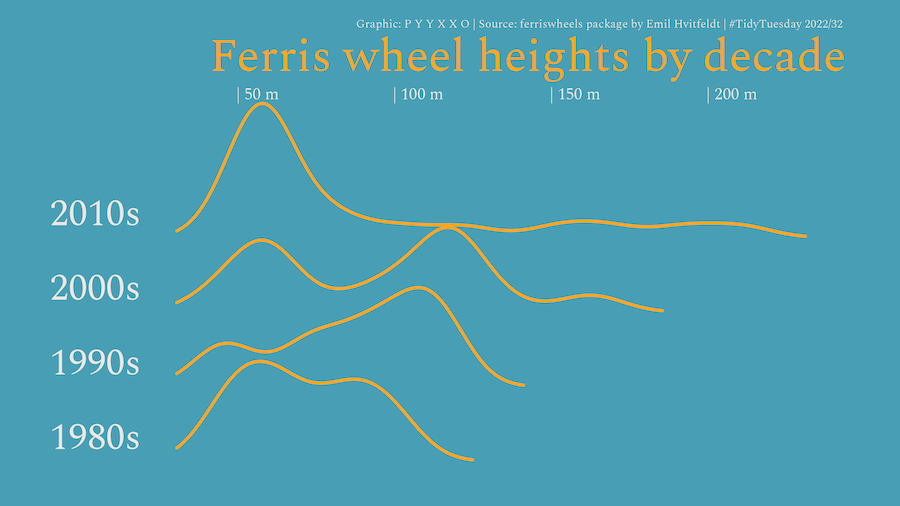 Graphic: P Y Y X X O | Source: ferriswheels package by Emil Hvitfeldt | #TidyTuesday 2022/32
Ferris wheel heights by decade
| 50 m | 100 m | 150 m | 200 m
2010s
2000s
1990s
1980s